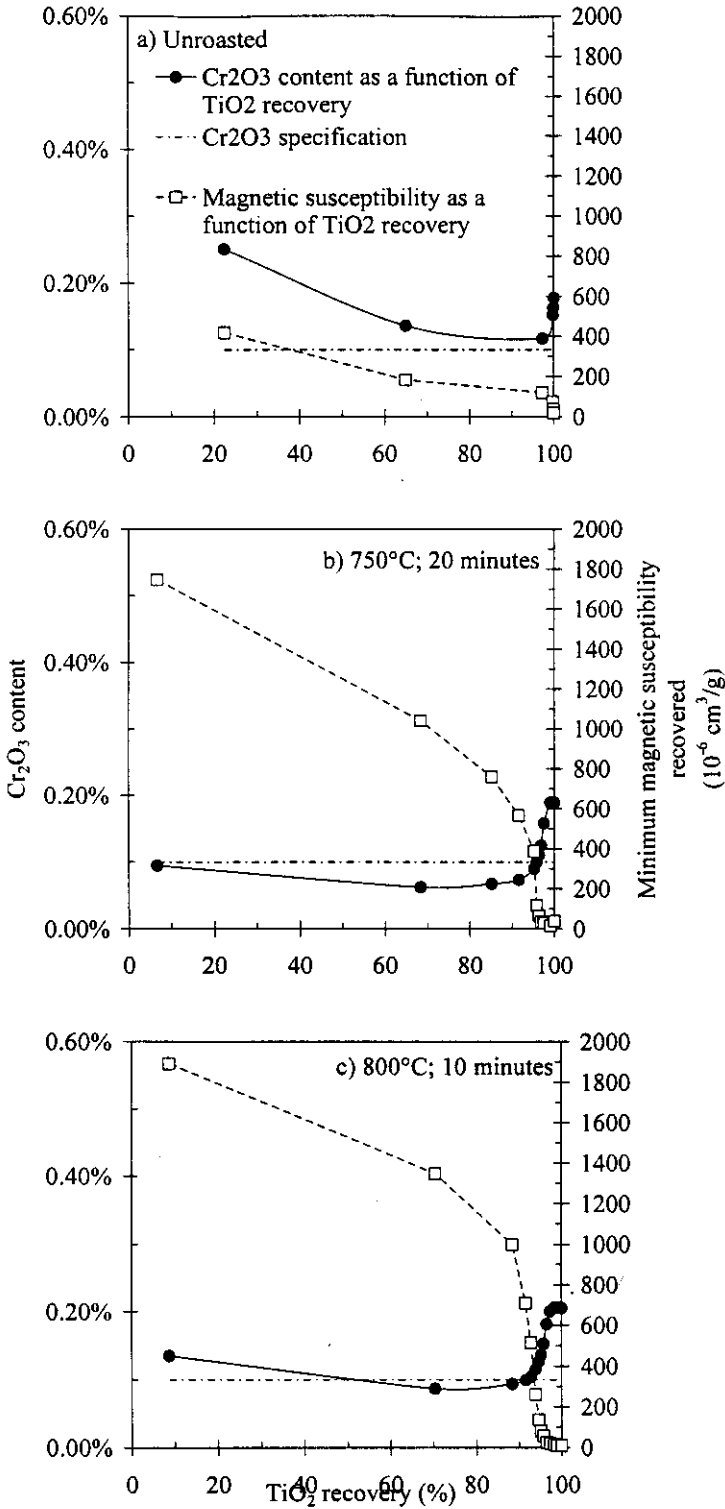 a) Unroasted
Cr2O3 content as a function of
TiO2 recovery
Cr2O3 specification
Magnetic susceptibility as a
function of TiO2 recovery
0.60%
0.40%
0.20%
0.00%
2000
1800
1600
1400
1200
1000
800
600
400
200
0
0 20 40 60 80 100
b) 750°C; 20 minutes
0.60%
0.40%
0.20%
0.00%
2000
1800
1600
1400
1200
1000
800
600
400
200
0
0 20 40 60 80 100
Cr₂O₃ content
Minimum magnetic susceptibility
recovered
(10⁻⁶ cm³/g)
c) 800°C; 10 minutes
0.60%
0.40%
0.20%
0.00%
2000
1800
1600
1400
1200
1000
800
600
400
200
0
0 20 40 60 80 100
TiO₂ recovery (%)